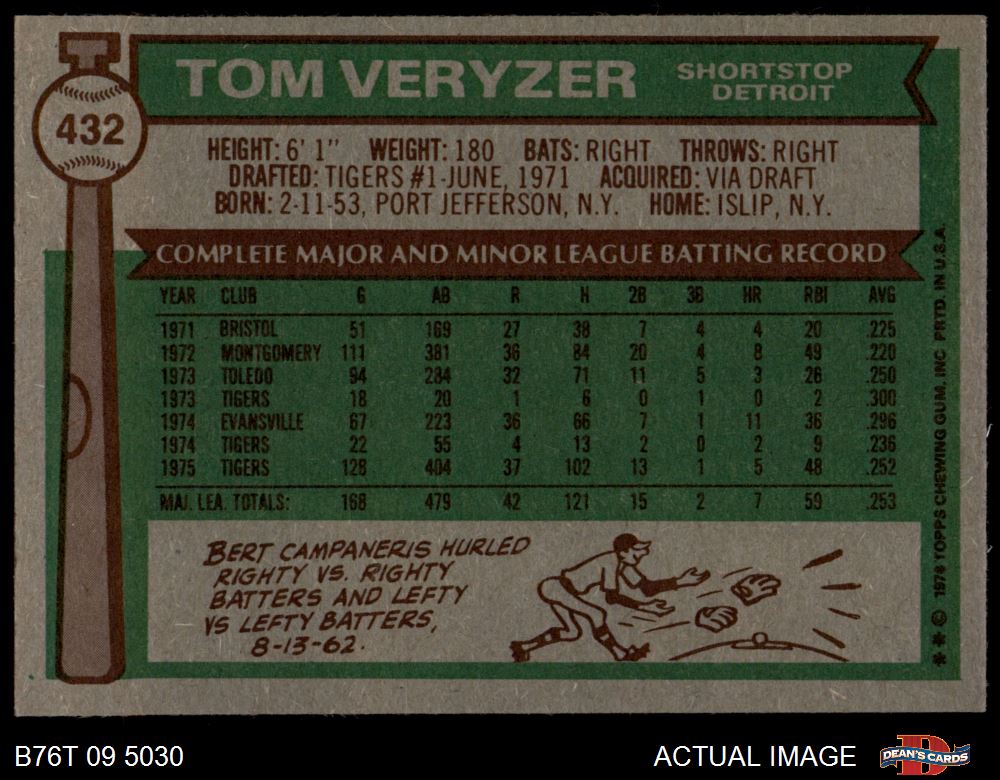 432
TOM VERYZER
SHORTSTOP
DETROIT
HEIGHT: 6' 1" WEIGHT: 180 BATS: RIGHT THROWS: RIGHT
DRAFTED: TIGERS #1-JUNE, 1971 ACQUIRED: VIA DRAFT
BORN: 2-11-53, PORT JEFFERSON, N.Y. HOME: ISLIP, N.Y.
COMPLETE MAJOR AND MINOR LEAGUE BATTING RECORD
YEAR CLUB G AB R H 2B 3B HR RBI AVG
1971 BRISTOL 51 169 27 38 7 4 4 20 .225
1972 MONTGOMERY 111 381 36 84 20 4 8 49 .220
1973 TOLEDO 94 284 32 71 11 5 3 26 .250
1973 TIGERS 18 20 1 6 0 1 0 2 .300
1974 EVANSVILLE 67 223 36 66 7 1 11 36 .296
1974 TIGERS 22 55 4 13 2 0 2 9 .236
1975 TIGERS 128 404 37 102 13 1 5 48 .252
MAJ. LEA. TOTALS: 168 479 42 121 15 2 7 59 .253
BERT CAMPANERIS HURLED
RIGHTY VS. RIGHTY
BATTERS AND LEFTY
VS LEFTY BATTERS,
8-13-62.
** © 1976 TOPPS CHEWING GUM, INC. PRTD. IN U.S.A.
B76T 09 5030
ACTUAL IMAGE
D
DEAN'S CARDS